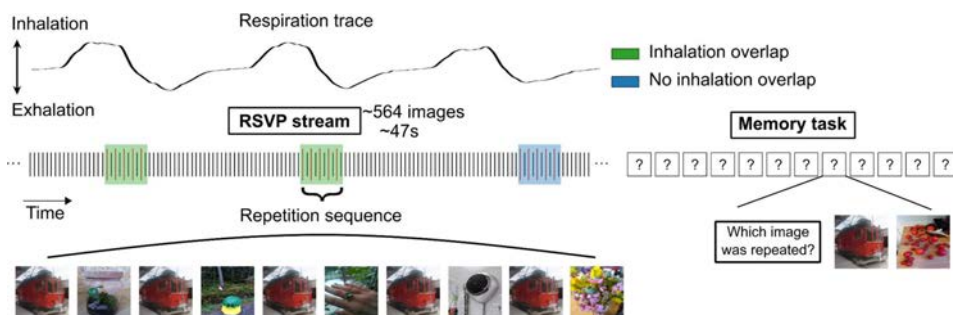 Inhalation
Respiration trace
Inhalation overlap
No inhalation overlap
Exhalation
RSVP stream
~564 images
~47s
Memory task
... ...
? ? ? ? ? ? ? ? ? ? ? ?
Time
Repetition sequence
Which image
was repeated?